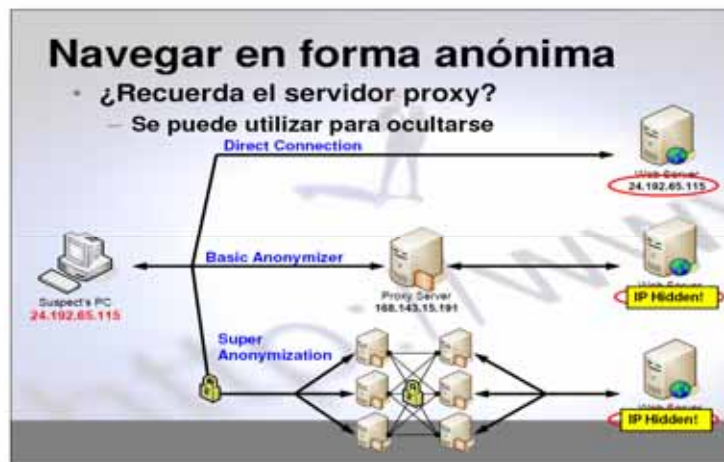 Navegar en forma anónima
• ¿Recuerda el servidor proxy?
– Se puede utilizar para ocultarse
Direct Connection
Web Server
24.192.65.115
Basic Anonymizer
Suspect's PC
24.192.65.115
Proxy Server
168.143.15.191
IP Hidden!
Super
Anonymization
IP Hidden!
http://www